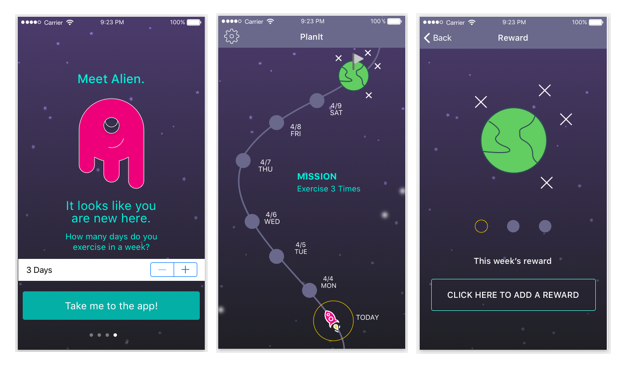 Carrier 9:23 PM 100%
Meet Alien.
It looks like you
are new here.
How many days do you
exercise in a week?
3 Days
Take me to the app!
Carrier 9:23 PM 100%
PlanIt
4/9
SAT
4/8
FRI
4/7
THU
MISSION
Exercise 3 Times
4/6
WED
4/5
TUE
4/4
MON
TODAY
Carrier 9:23 PM 100%
Back Reward
This week's reward
CLICK HERE TO ADD A REWARD